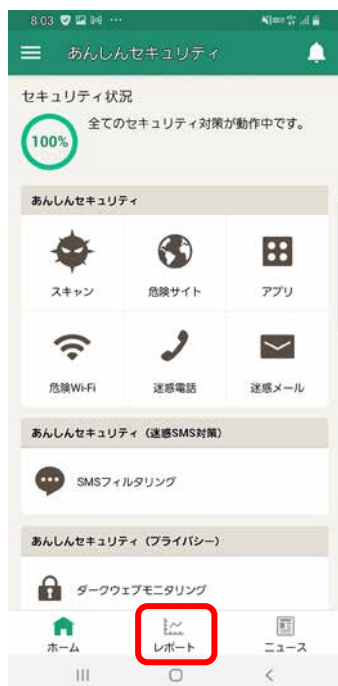 8:03
あんしんセキュリティ
セキュリティ状況
100%
全てのセキュリティ対策が動作中です。
あんしんセキュリティ
スキャン
危険サイト
アプリ
危険Wi-Fi
迷惑電話
迷惑メール
あんしんセキュリティ（迷惑SMS対策）
SMSフィルタリング
あんしんセキュリティ（プライバシー）
ダークウェブモニタリング
ホーム
レポート
ニュース